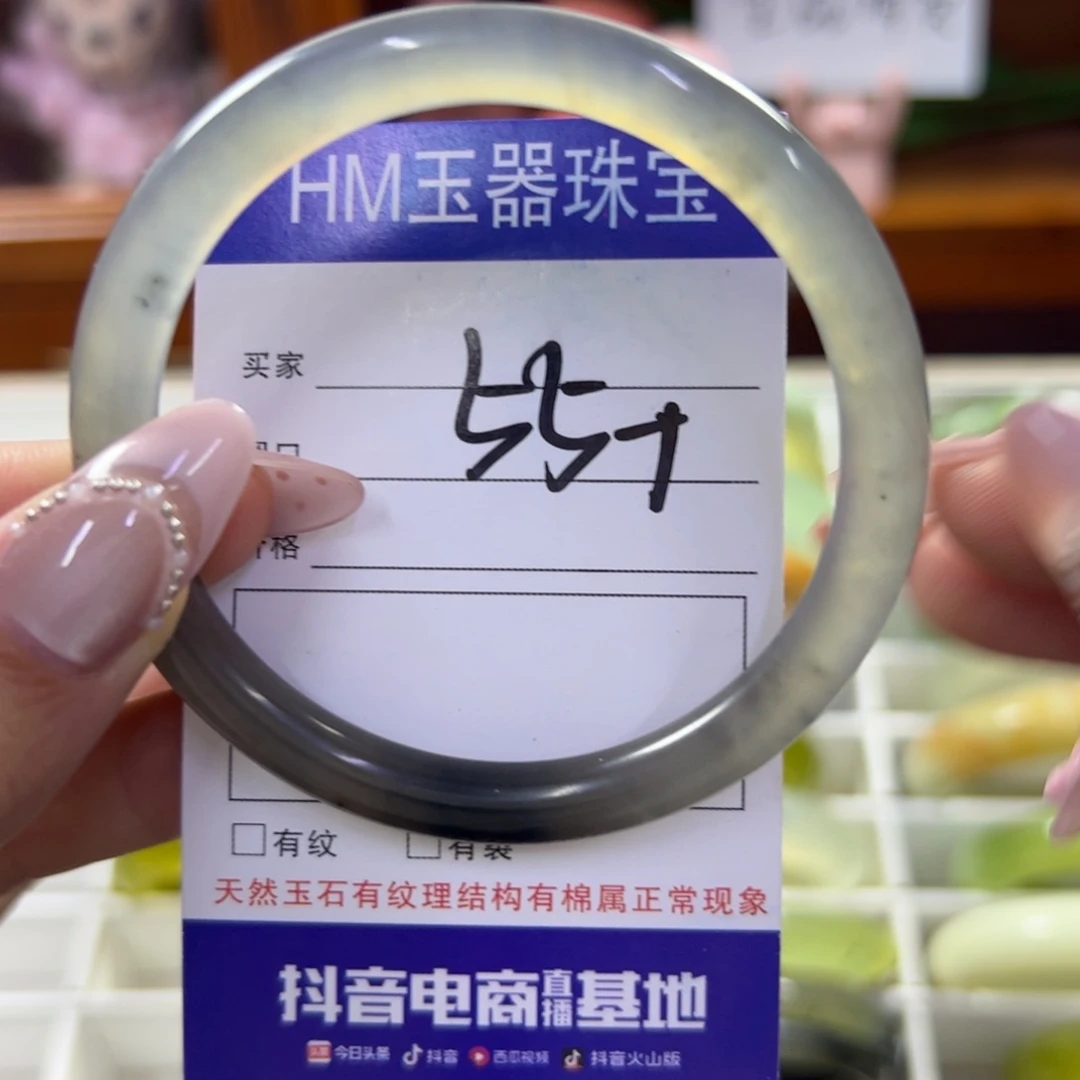 HM玉器珠宝
买家
55+
格
有纹 有裂
天然玉石有纹理结构有棉属正常现象
抖音电商直播基地
今日头条 抖音 西瓜视频 抖音火山版